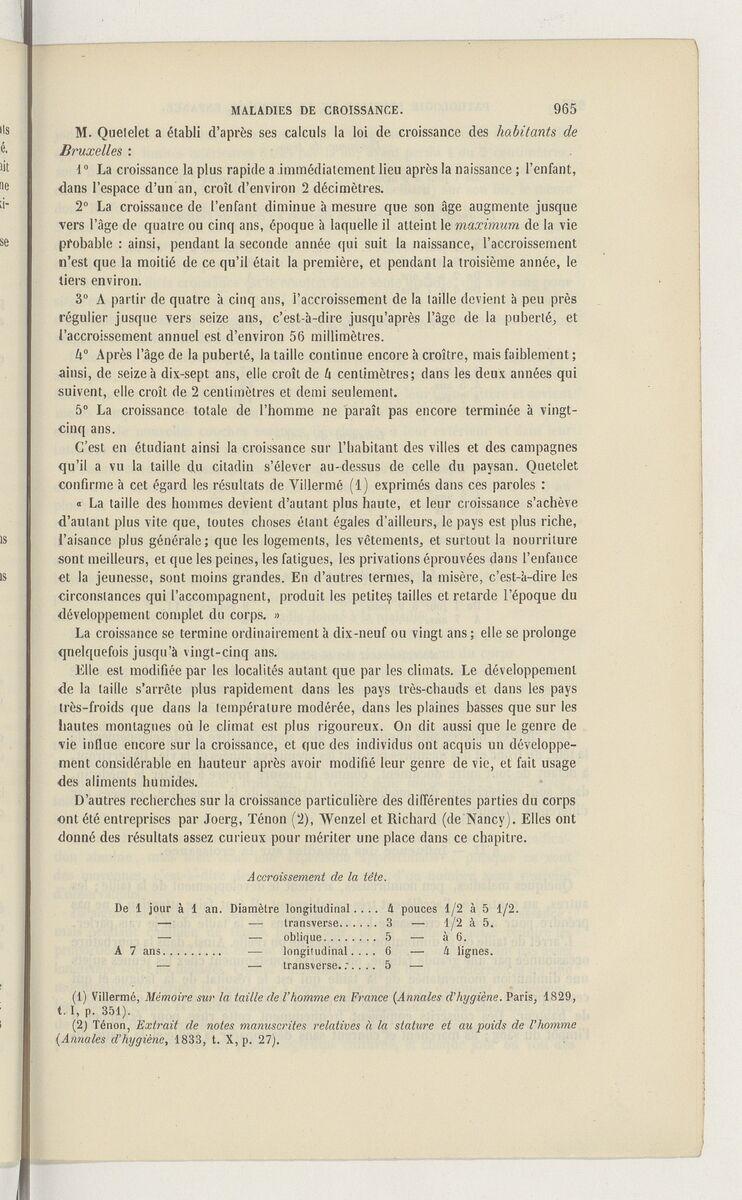 MALADIES DE CROISSANCE. 965
M. Quetelet a établi d'après ses calculs la loi de croissance des habitants de
Bruxelles :
1° La croissance la plus rapide a immédiatement lieu après la naissance ; l'enfant,
dans l'espace d'un an, croît d'environ 2 décimètres.
2° La croissance de l'enfant diminue à mesure que son âge augmente jusque
vers l'âge de quatre ou cinq ans, époque à laquelle il atteint le maximum de la vie
probable : ainsi, pendant la seconde année qui suit la naissance, l'accroissement
n'est que la moitié de ce qu'il était la première, et pendant la troisième année, le
tiers environ.
3° A partir de quatre à cinq ans, l'accroissement de la taille devient à peu près
régulier jusque vers seize ans, c'est-à-dire jusqu'après l'âge de la puberté, et
l'accroissement annuel est d'environ 56 millimètres.
4° Après l'âge de la puberté, la taille continue encore à croître, mais faiblement ;
ainsi, de seize à dix-sept ans, elle croît de 4 centimètres ; dans les deux années qui
suivent, elle croît de 2 centimètres et demi seulement.
5° La croissance totale de l'homme ne paraît pas encore terminée à vingt-
cinq ans.
C'est en étudiant ainsi la croissance sur l'habitant des villes et des campagnes
qu'il a vu la taille du citadin s'élever au-dessus de celle du paysan. Quetelet
confirme à cet égard les résultats de Villermé (1) exprimés dans ces paroles :
« La taille des hommes devient d'autant plus haute, et leur croissance s'achève
d'autant plus vite que, toutes choses étant égales d'ailleurs, le pays est plus riche,
l'aisance plus générale ; que les logements, les vêtements, et surtout la nourriture
sont meilleurs, et que les peines, les fatigues, les privations éprouvées dans l'enfance
et la jeunesse, sont moins grandes. En d'autres termes, la misère, c'est-à-dire les
circonstances qui l'accompagnent, produit les petites tailles et retarde l'époque du
développement complet du corps. »
La croissance se termine ordinairement à dix-neuf ou vingt ans ; elle se prolonge
quelquefois jusqu'à vingt-cinq ans.
Elle est modifiée par les localités autant que par les climats. Le développement
de la taille s'arrête plus rapidement dans les pays très-chauds et dans les pays
très-froids que dans la température modérée, dans les plaines basses que sur les
hautes montagnes où le climat est plus rigoureux. On dit aussi que le genre de
vie influe encore sur la croissance, et que des individus ont acquis un développe-
ment considérable en hauteur après avoir modifié leur genre de vie, et fait usage
des aliments humides.
D'autres recherches sur la croissance particulière des différentes parties du corps
ont été entreprises par Joerg, Ténon (2), Wenzel et Richard (de Nancy). Elles ont
donné des résultats assez curieux pour mériter une place dans ce chapitre.
Accroissement de la tête.
De 1 jour à 1 an. Diamètre longitudinal .... 4 pouces 1/2 à 5 1/2.
— — transverse...... 3 — 1/2 à 5.
— — oblique........ 5 — à 6.
A 7 ans......... — longitudinal .... 6 — 4 lignes.
— — transverse...... 5 —
(1) Villermé, Mémoire sur la taille de l'homme en France (Annales d'hygiène. Paris, 1829,
t. I, p. 351).
(2) Ténon, Extrait de notes manuscrites relatives à la stature et au poids de l'homme
(Annales d'hygiène, 1833, t. X, p. 27).